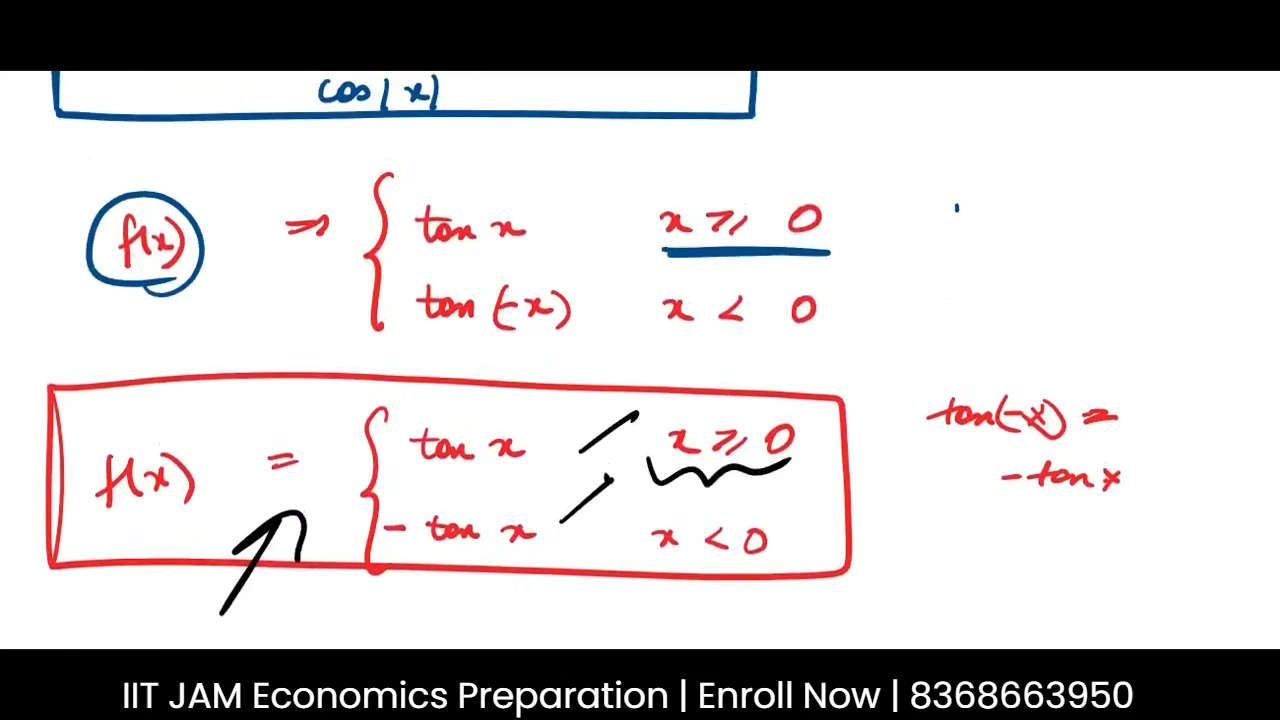 cos|x|
f(x) ⇒ { tan x x ≥ 0
tan (-x) x < 0
f(x) = { tan x x ≥ 0
- tan x x < 0
tan(-x) =
- tan x
IIT JAM Economics Preparation | Enroll Now | 8368663950